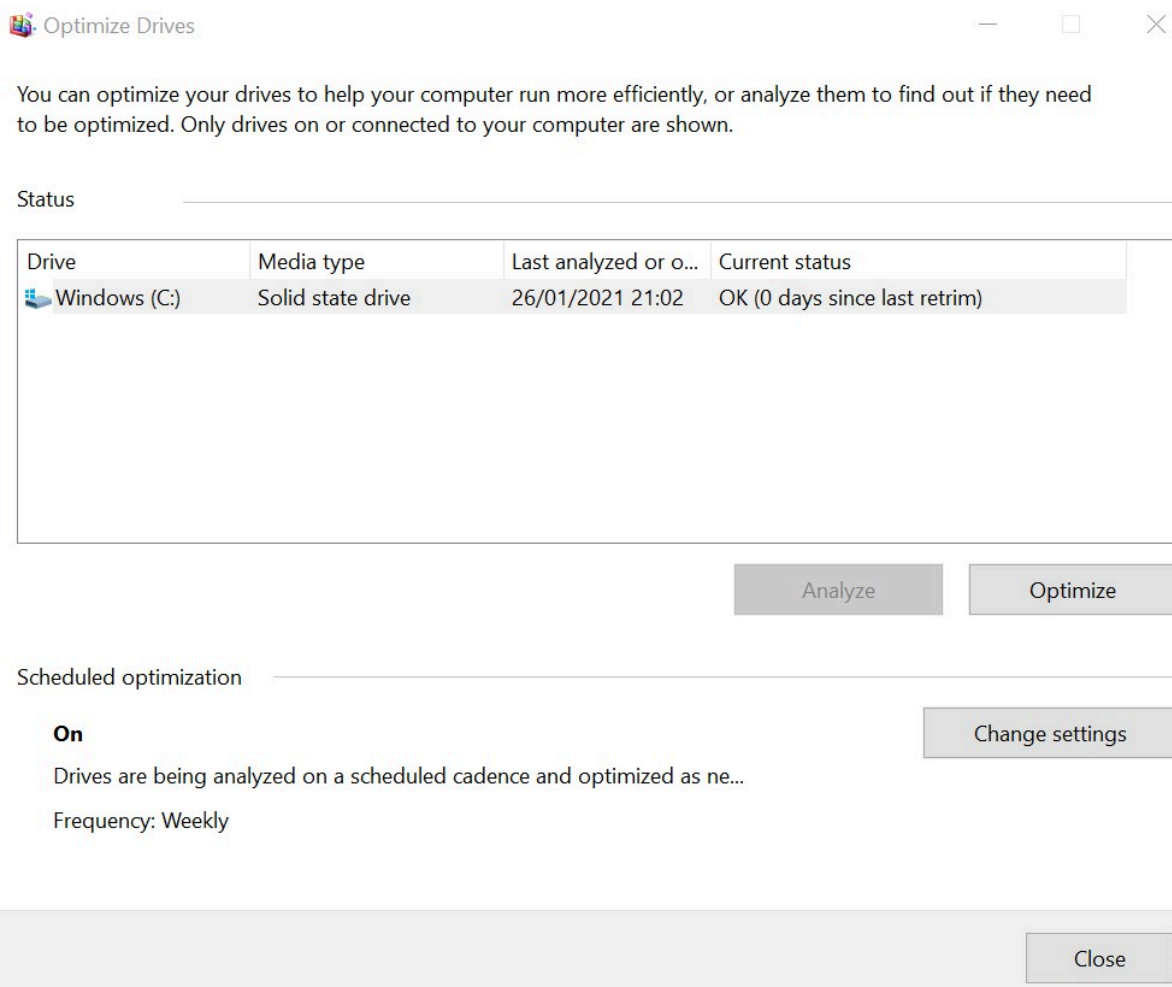 Optimize Drives
You can optimize your drives to help your computer run more efficiently, or analyze them to find out if they need
to be optimized. Only drives on or connected to your computer are shown.
Status
Drive Media type Last analyzed or o... Current status
Windows (C:) Solid state drive 26/01/2021 21:02 OK (0 days since last retrim)
Analyze Optimize
Scheduled optimization
On
Change settings
Drives are being analyzed on a scheduled cadence and optimized as ne...
Frequency: Weekly
Close